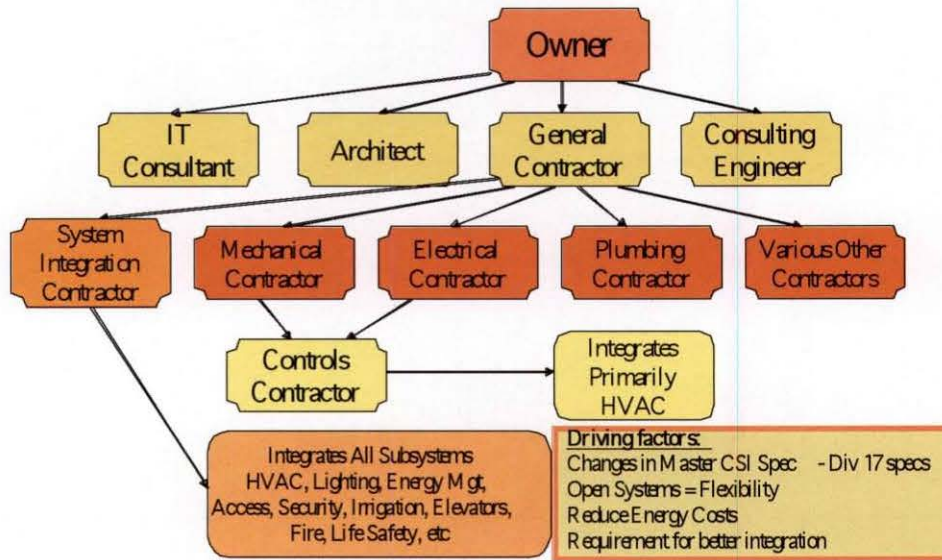 Owner
IT
Consultant
Architect
General
Contractor
Consulting
Engineer
System
Integration
Contractor
Mechanical
Contractor
Electrical
Contractor
Plumbing
Contractor
Various Other
Contractors
Controls
Contractor
Integrates
Primarily
HVAC
Integrates All Subsystems
HVAC, Lighting, Energy Mgt,
Access, Security, Irrigation, Elevators,
Fire, Life Safety, etc
Driving factors:
Changes in Master CSI Spec - Div 17 specs
Open Systems = Flexibility
Reduce Energy Costs
Requirement for better integration